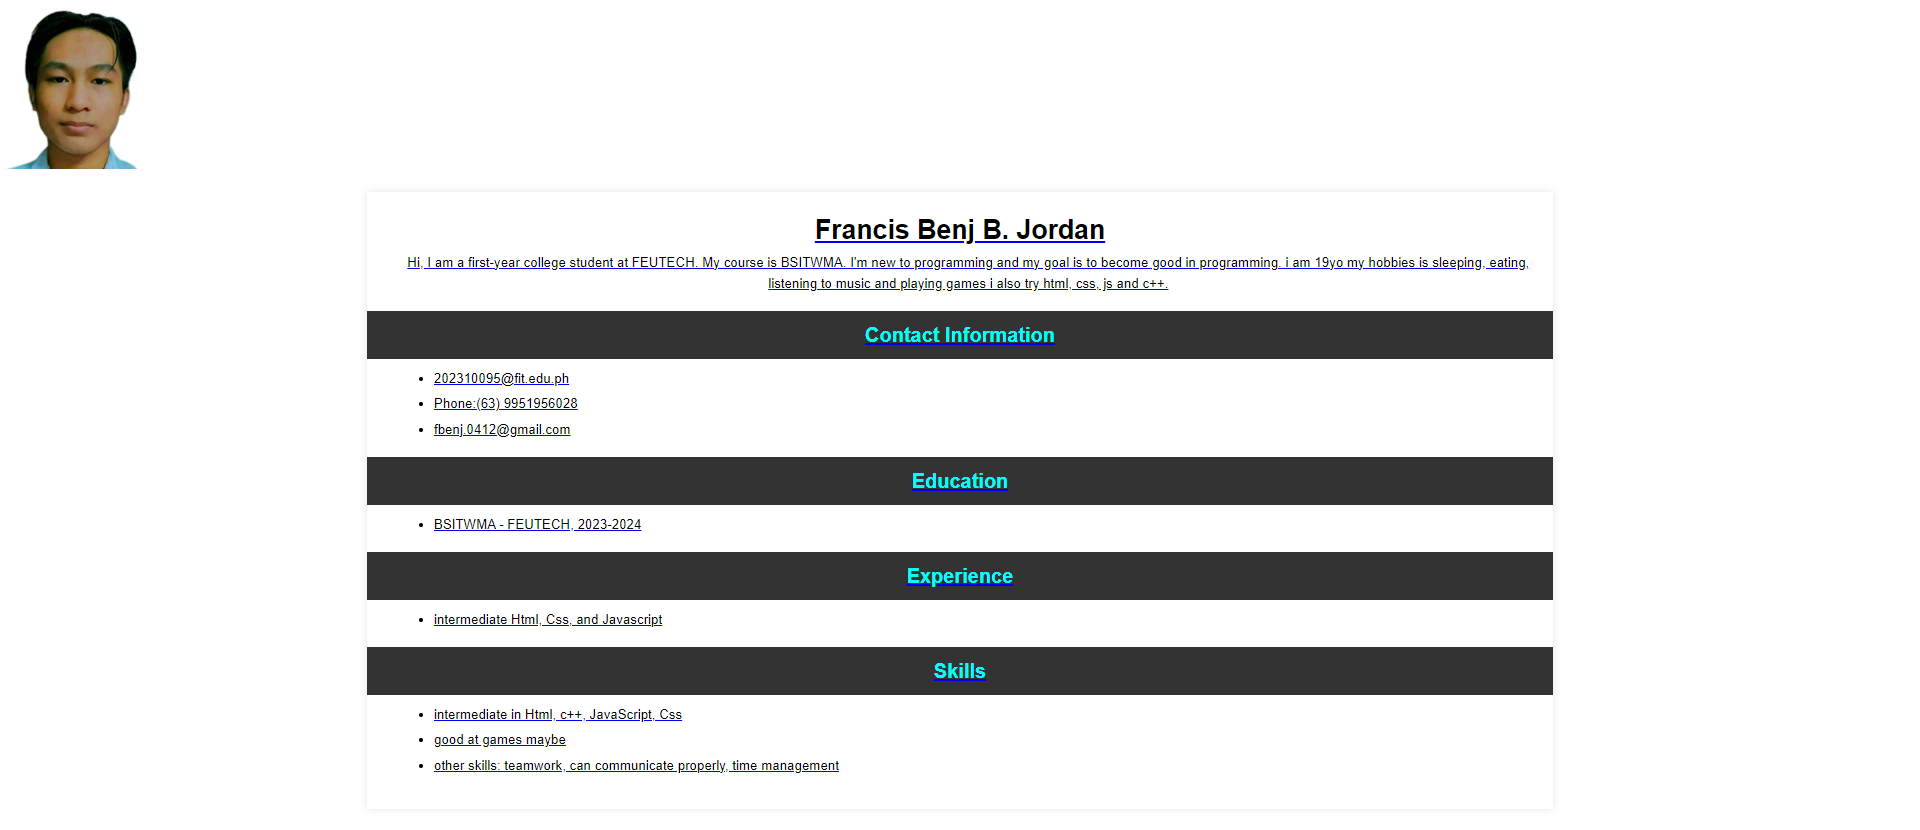 Francis Benj B. Jordan
Hi, I am a first-year college student at FEUTECH. My course is BSITWMA. I'm new to programming and my goal is to become good in programming. i am 19yo my hobbies is sleeping, eating,
listening to music and playing games i also try html, css, js and c++.
Contact Information
202310095@fit.edu.ph
Phone:(63) 9951956028
fbenj.0412@gmail.com
Education
BSITWMA - FEUTECH, 2023-2024
Experience
intermediate Html, Css, and Javascript
Skills
intermediate in Html, c++, JavaScript, Css
good at games maybe
other skills: teamwork, can communicate properly, time management